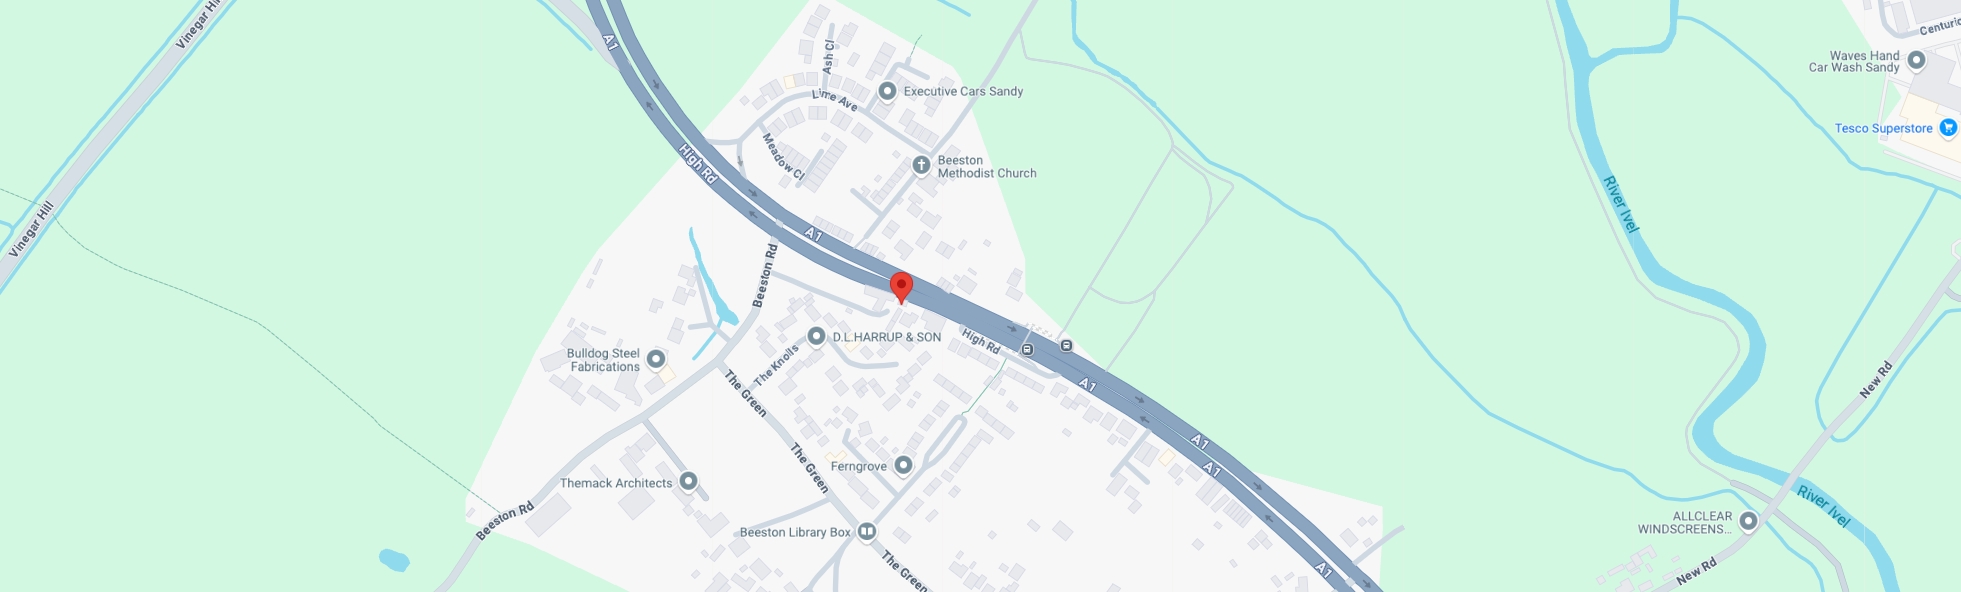 Vinegar Hill
A1
Ash Cl
Centurio
Waves Hand
Car Wash Sandy
Lime Ave
Executive Cars Sandy
Tesco Superstore
High Rd
Meadow Cl
Beeston
Methodist Church
River Ivel
Vinegar Hill
A1
Beeston Rd
D.L.HARRUP & SON
High Rd
Bulldog Steel
Fabrications
The Knolls
The Green
A1
New Rd
A1
A1
The Green
Ferngrove
Themack Architects
Beeston Rd
Beeston Library Box
River Ivel
ALLCLEAR
WINDSCREENS...
The Green
A1
New Rd